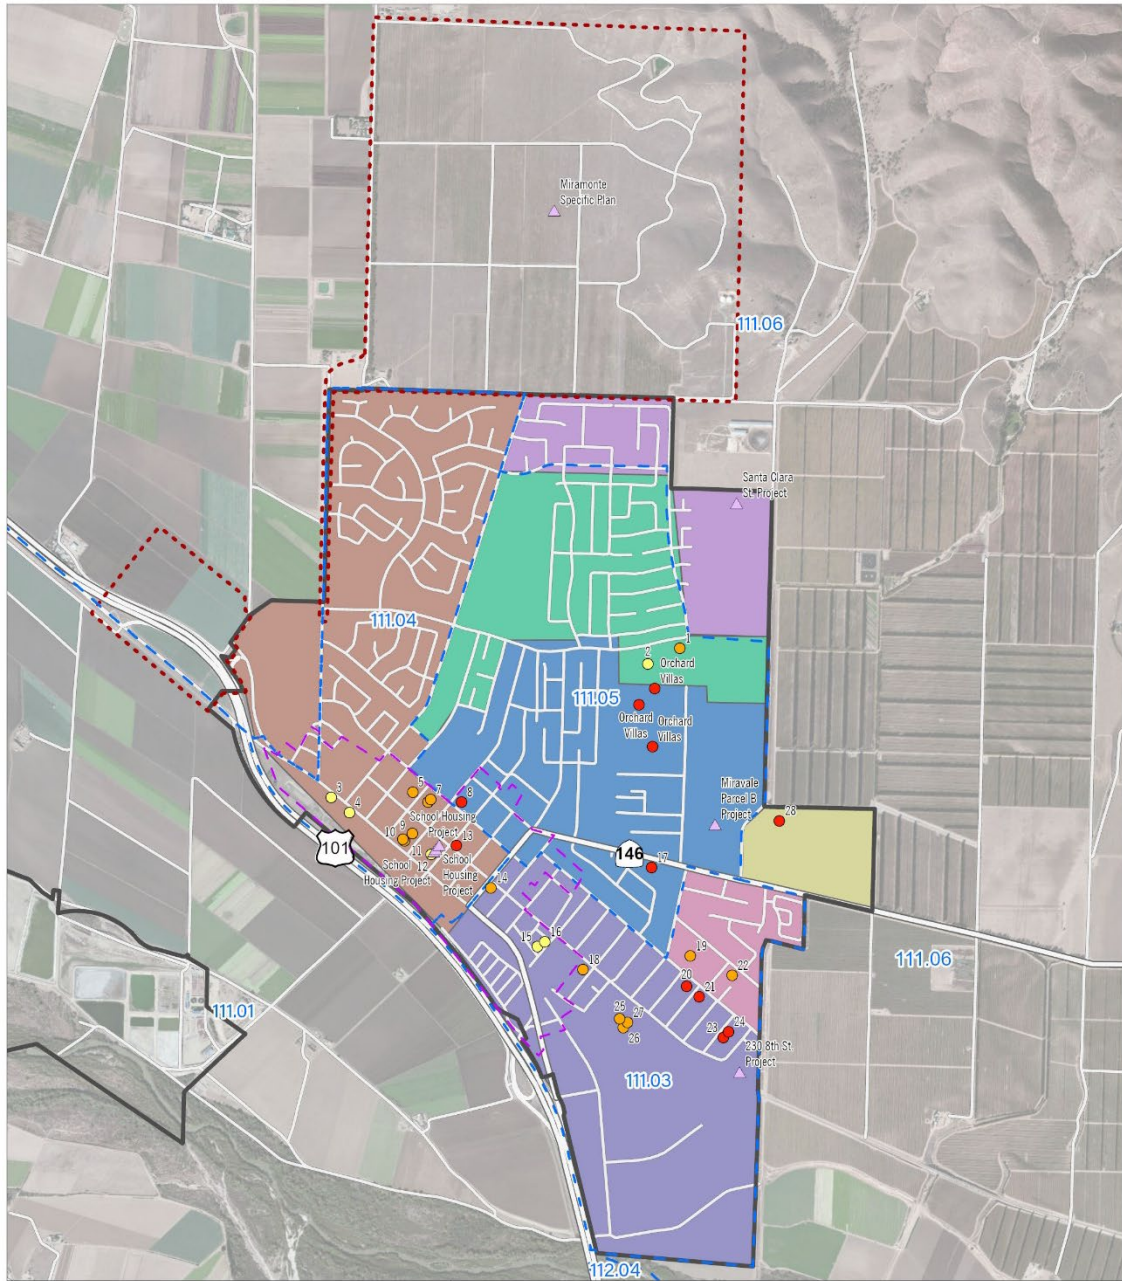 Miramonte
Specific Plan
111.06
Santa Clara
St. Project
111.04
1
2
Orchard
Villas
111.05
Orchard
Villas
Orchard
Villas
3
4
5
7
8
School Housing
Project
9
10
11
12
13
School
Housing Project
School
Housing
Project
101
Miravale
Parcel B
Project
28
146
17
14
15
16
18
19
22
20
21
111.06
25
27
26
23
24
230 8th St.
Project
111.01
111.03
112.04